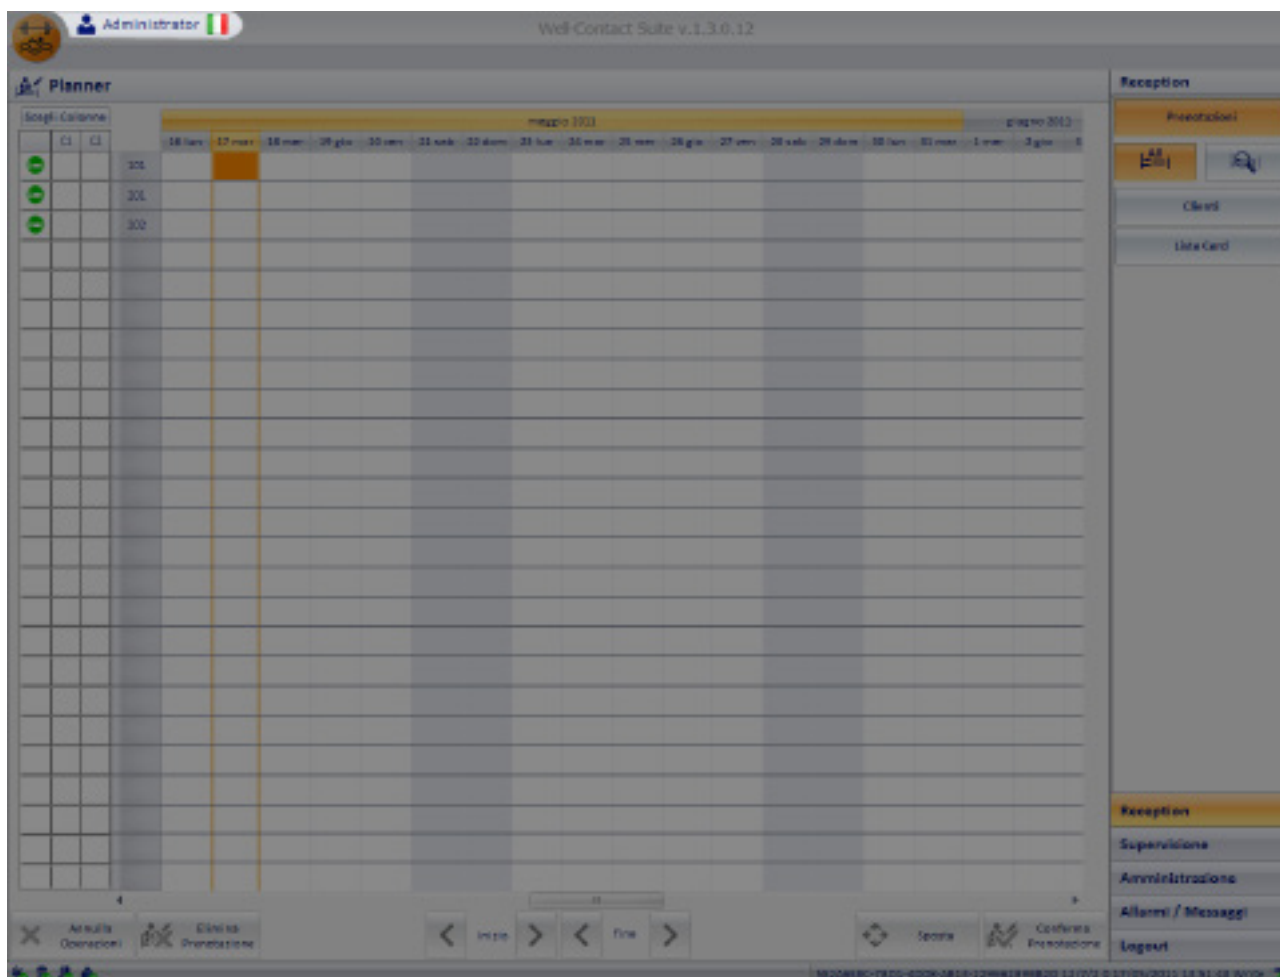 Administrator
Well-Contact Suite v.1.3.0.12
Planner
Reception
Scegli Colonne
maggio 2011
giugno 2011
Prenotazioni
C1 C2
16 lun 17 mar 18 mer 19 gio 20 ven 21 sab 22 dom 23 lun 24 mar 25 mer 26 gio 27 ven 28 sab 29 dom 30 lun 31 mar 1 mer 2 gio
101
201
202
Clienti
Lista Card
Reception
Supervisione
Amministrazione
Allarmi / Messaggi
Logout
Annulla
Operazioni
Elimina
Prenotazione
inizio
fine
Sposta
Conferma
Prenotazione